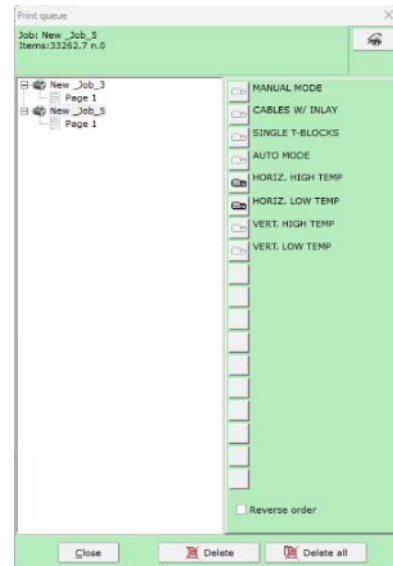 Print queue
Job: New _Job_5
Items:33262.7 n.0
New _Job_3
Page 1
New _Job_5
Page 1
MANUAL MODE
CABLES W/ INLAY
SINGLE T-BLOCKS
AUTO MODE
HORIZ. HIGH TEMP
HORIZ. LOW TEMP
VERT. HIGH TEMP
VERT. LOW TEMP
Reverse order
Close
Delete
Delete all